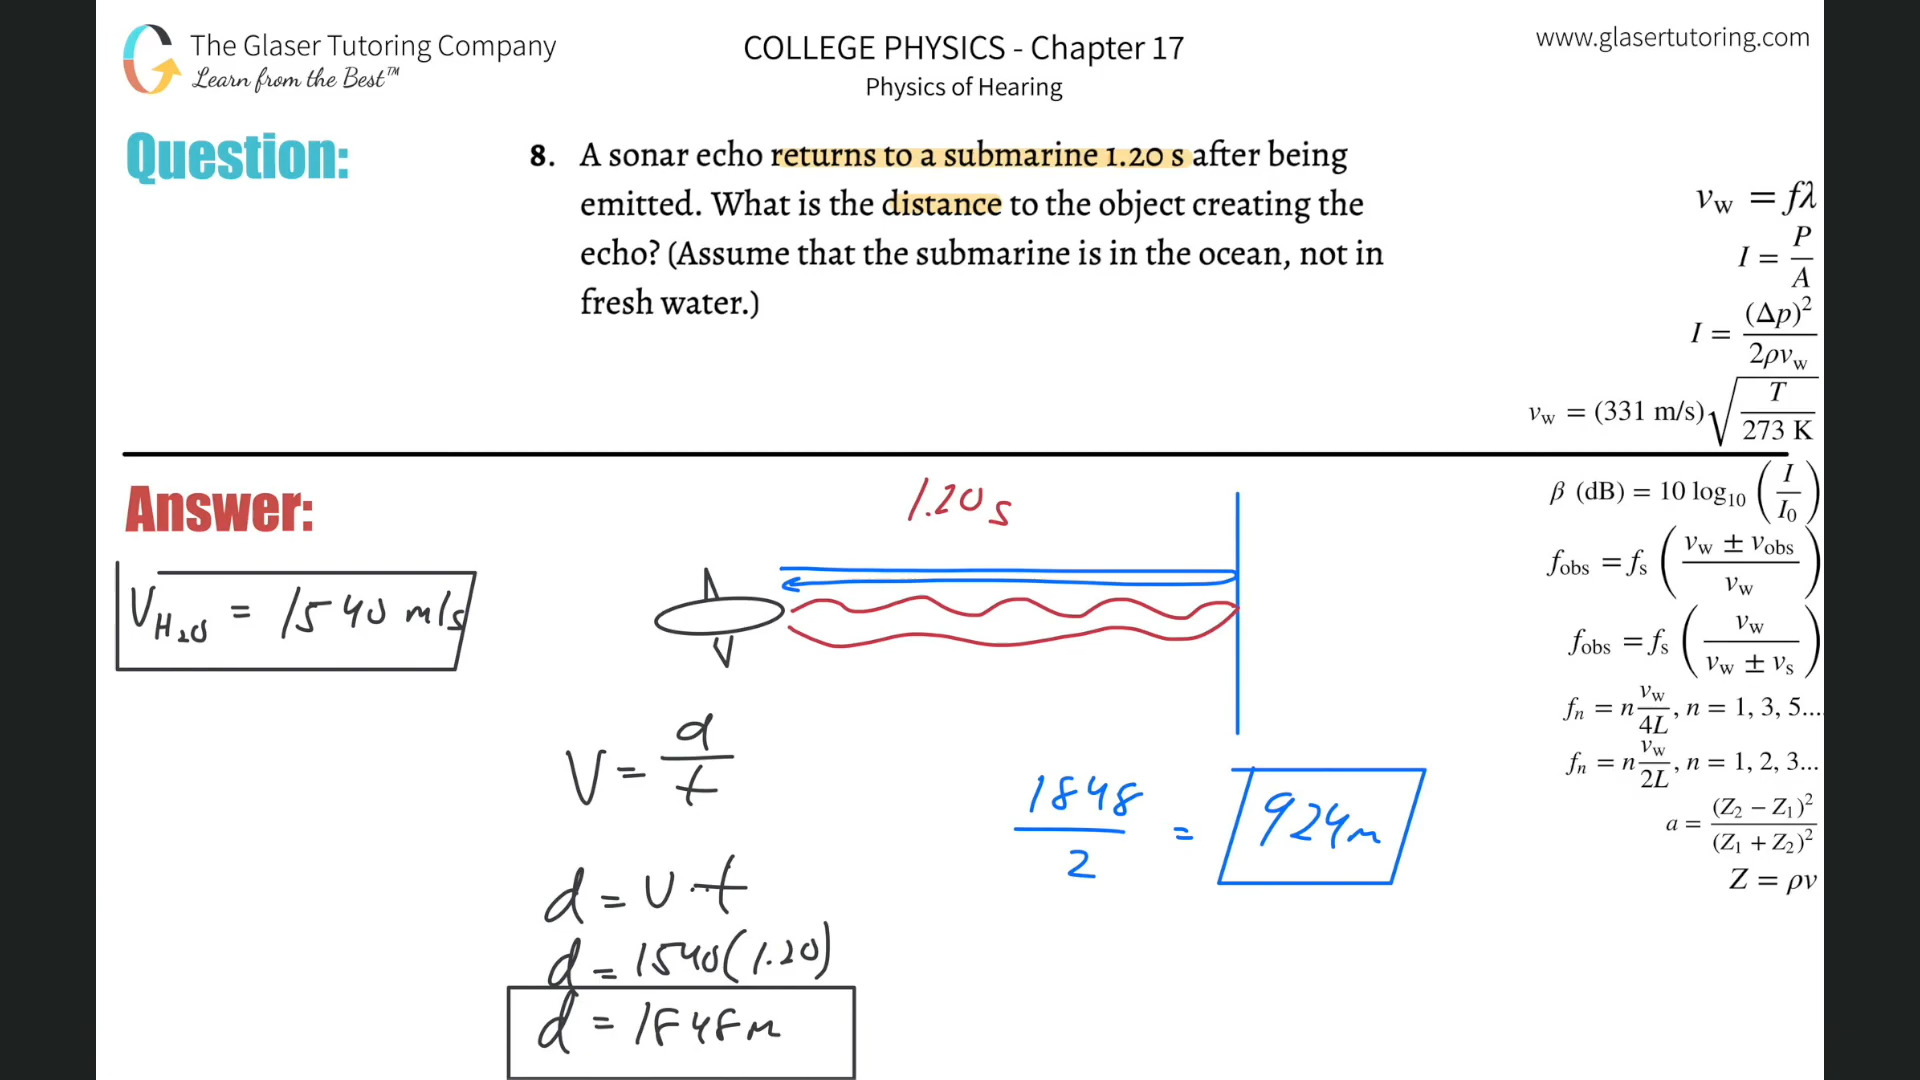 The Glaser Tutoring Company
Learn from the Best™
COLLEGE PHYSICS - Chapter 17
Physics of Hearing
www.glasertutoring.com
Question:
8. A sonar echo returns to a submarine 1.20 s after being
emitted. What is the distance to the object creating the
echo? (Assume that the submarine is in the ocean, not in
fresh water.)
v_w = fλ
I = P/A
I = (Δp)²/2ρv_w
v_w = (331 m/s)√(T/273 K)
Answer:
V_H₂O = 1540 m/s
1.20 s
V = d/t
d = v·t
d = 1540(1.20)
d = 1848 m
1848/2 = 924 m
β (dB) = 10 log₁₀ (I/I₀)
f_obs = f_s ((v_w ± v_obs)/v_w)
f_obs = f_s (v_w/(v_w ± v_s))
f_n = n v_w/4L, n = 1, 3, 5...
f_n = n v_w/2L, n = 1, 2, 3...
a = (Z₂ − Z₁)²/(Z₁ + Z₂)²
Z = ρv